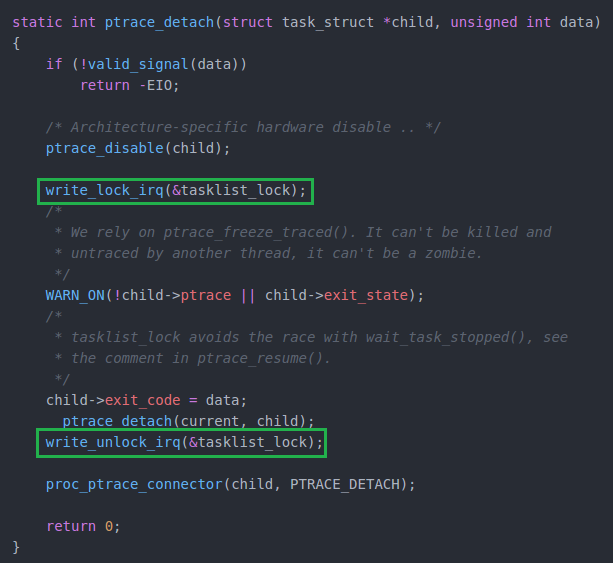 static int ptrace_detach(struct task_struct *child, unsigned int data)
{
    if (!valid_signal(data))
        return -EIO;

    /* Architecture-specific hardware disable .. */
    ptrace_disable(child);

    write_lock_irq(&tasklist_lock);
    /*
     * We rely on ptrace_freeze_traced(). It can't be killed and
     * untraced by another thread, it can't be a zombie.
     */
    WARN_ON(!child->ptrace || child->exit_state);
    /*
     * tasklist_lock avoids the race with wait_task_stopped(), see
     * the comment in ptrace_resume().
     */
    child->exit_code = data;
      ptrace_detach(current, child);
    write_unlock_irq(&tasklist_lock);

    proc_ptrace_connector(child, PTRACE_DETACH);

    return 0;
}